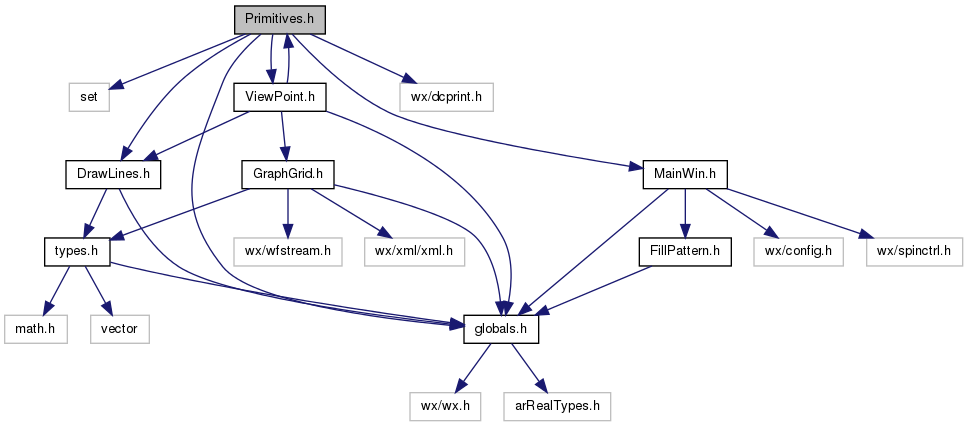 Primitives.h
set
ViewPoint.h
wx/dcprint.h
DrawLines.h
GraphGrid.h
MainWin.h
types.h
wx/wfstream.h
wx/xml/xml.h
FillPattern.h
wx/config.h
wx/spinctrl.h
math.h
vector
globals.h
wx/wx.h
arRealTypes.h